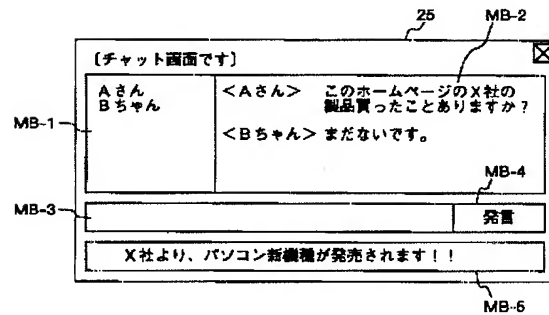 25
MB-2
[チャット画面です]
Aさん
Bちゃん
<Aさん> このホームページのX社の
製品買ったことありますか?
<Bちゃん> まだないです。
MB-1
MB-4
MB-3
発言
X社より、パソコン新機種が発売されます!!
MB-5